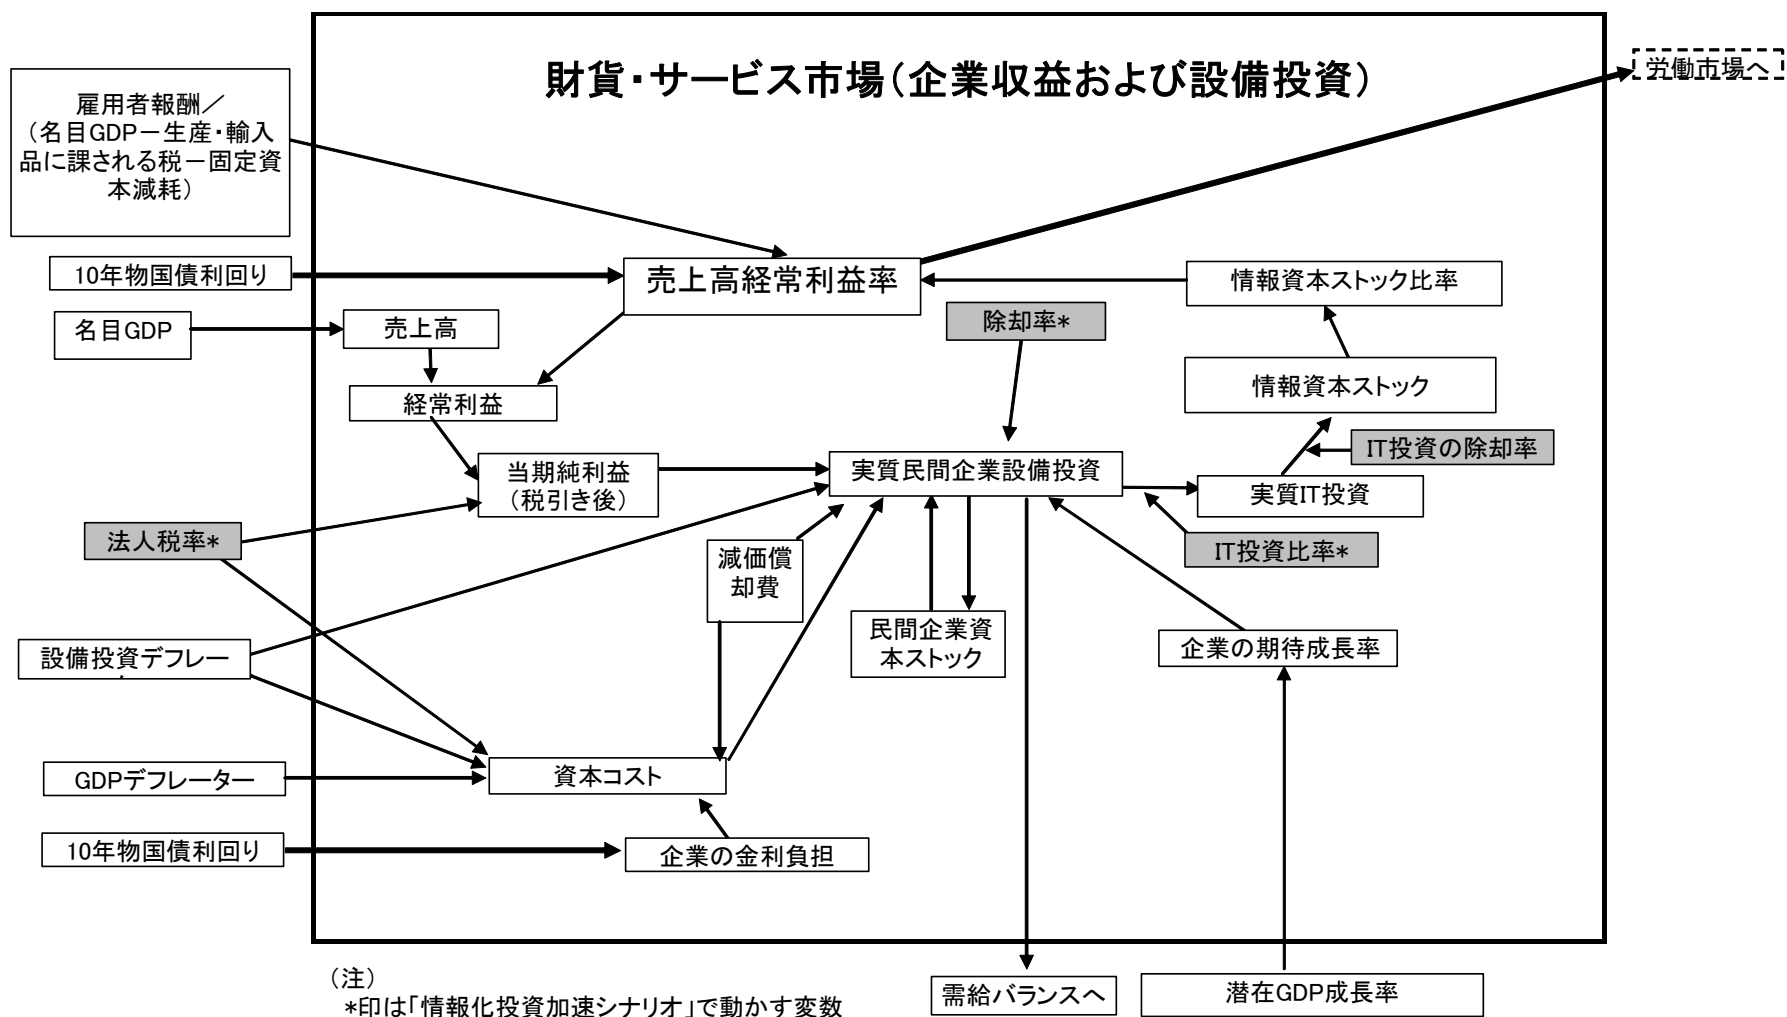 財貨・サービス市場（企業収益および設備投資）
労働市場へ
雇用者報酬／
（名目GDP－生産・輸入
品に課される税－固定資
本減耗）
10年物国債利回り
売上高経常利益率
情報資本ストック比率
名目GDP
売上高
除却率*
経常利益
情報資本ストック
当期純利益
（税引き後）
実質民間企業設備投資
IT投資の除却率
実質IT投資
法人税率*
減価償
却費
IT投資比率*
設備投資デフレー
民間企業資
本ストック
企業の期待成長率
GDPデフレーター
資本コスト
10年物国債利回り
企業の金利負担
（注）
*印は「情報化投資加速シナリオ」で動かす変数
需給バランスへ
潜在GDP成長率